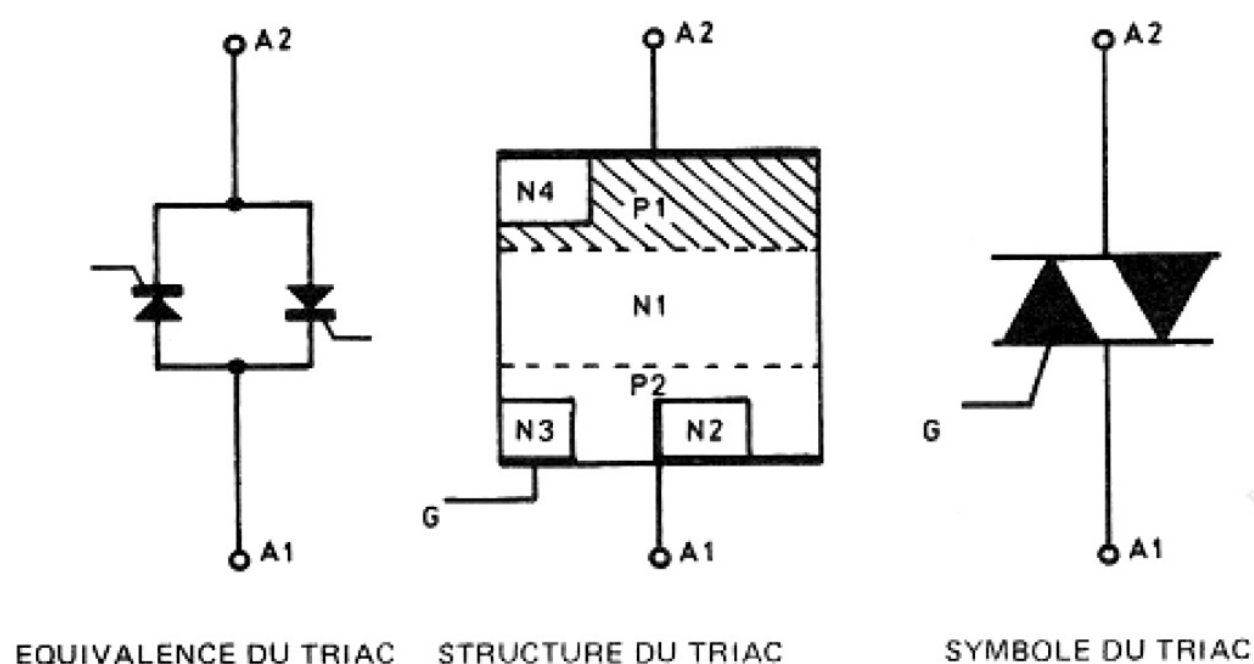 A2
A1
EQUIVALENCE DU TRIAC
A2
N4
P1
N1
P2
N3
N2
G
A1
STRUCTURE DU TRIAC
A2
G
A1
SYMBOLE DU TRIAC